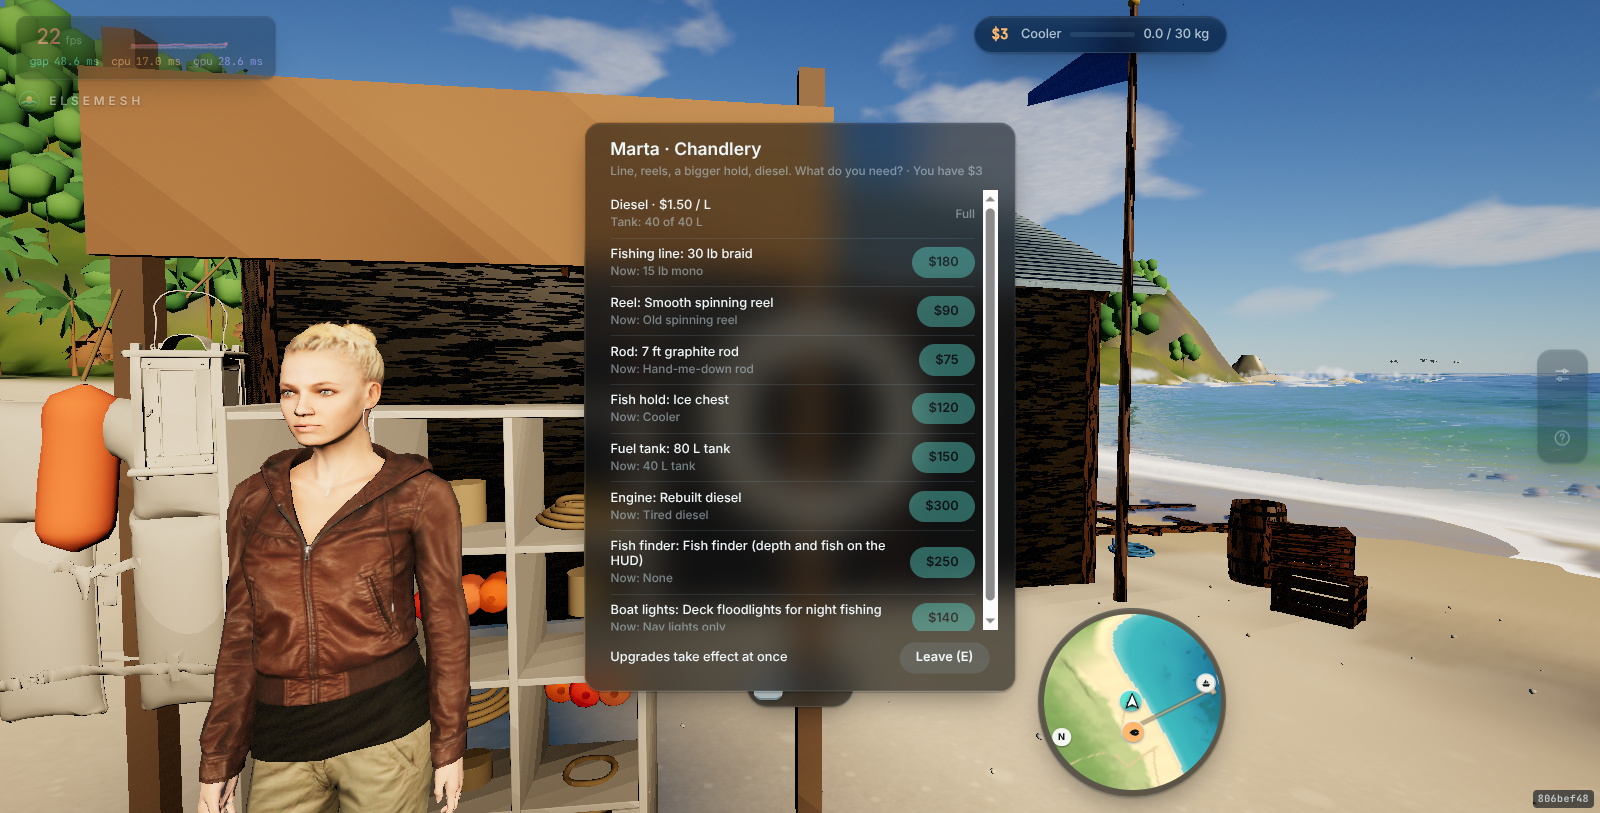 22 fps
gap 48.6 ms cpu 17.0 ms gpu 28.6 ms
ELSEMESH
$3 Cooler 0.0 / 30 kg
Marta · Chandlery
Line, reels, a bigger hold, diesel. What do you need? · You have $3
Diesel · $1.50 / L
Tank: 40 of 40 L
Full
Fishing line: 30 lb braid
Now: 15 lb mono
$180
Reel: Smooth spinning reel
Now: Old spinning reel
$90
Rod: 7 ft graphite rod
Now: Hand-me-down rod
$75
Fish hold: Ice chest
Now: Cooler
$120
Fuel tank: 80 L tank
Now: 40 L tank
$150
Engine: Rebuilt diesel
Now: Tired diesel
$300
Fish finder: Fish finder (depth and fish on the
HUD)
Now: None
$250
Boat lights: Deck floodlights for night fishing
Now: Nav lights only
$140
Upgrades take effect at once
Leave (E)
N
806bef48